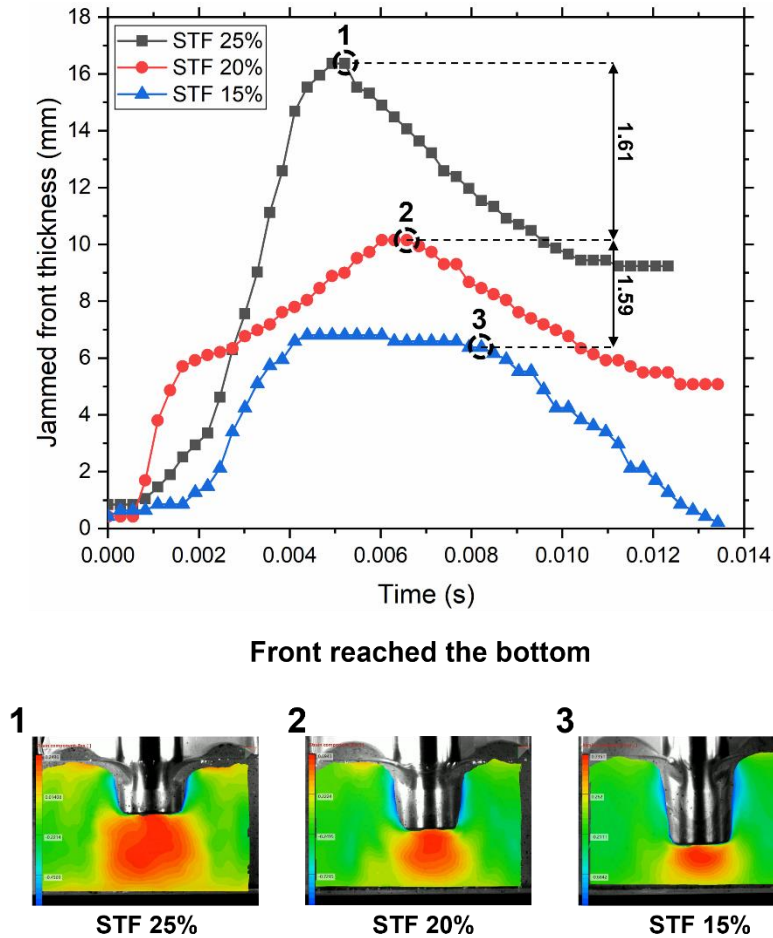 18
16
14
12
10
8
6
4
2
0
Jammed front thickness (mm)
STF 25%
STF 20%
STF 15%
1
2
3
1.61
1.59
0.000 0.002 0.004 0.006 0.008 0.010 0.012 0.014
Time (s)
Front reached the bottom
1 2 3
STF 25% STF 20% STF 15%